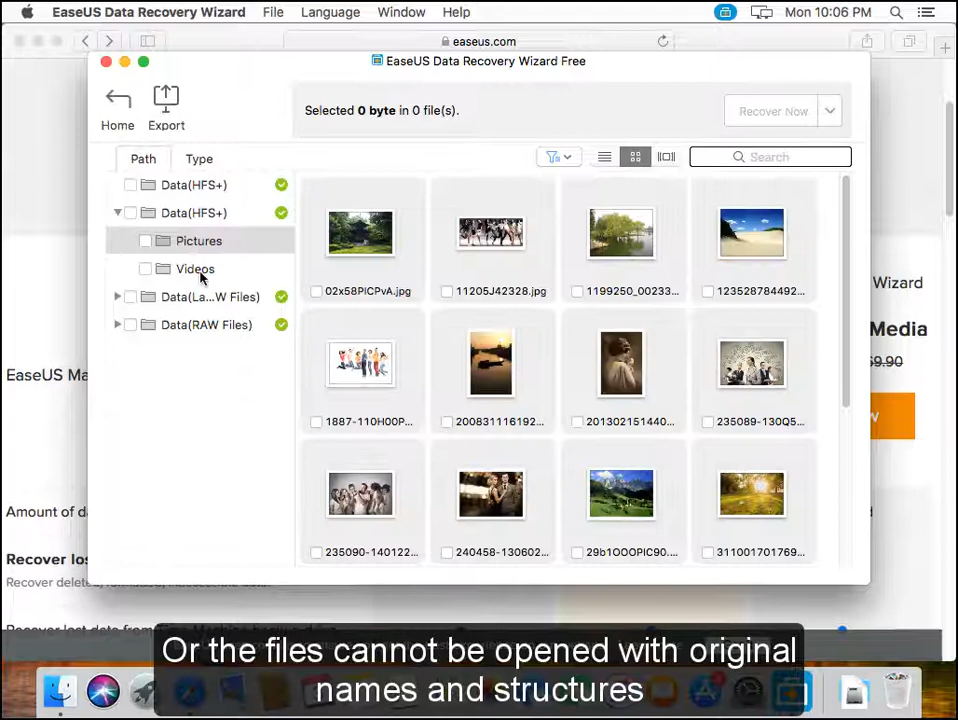 EaseUS Data Recovery Wizard File Language Window Help Mon 10:06 PM
easeus.com
EaseUS Data Recovery Wizard Free
Home Export
Selected 0 byte in 0 file(s).
Recover Now
Path Type
Search
Data(HFS+)
Data(HFS+)
Pictures
Videos
Data(La...W Files)
Data(RAW Files)
02x58PICPvA.jpg 11205J42328.jpg 1199250_00233... 123528784492...
1887-110H00P... 200831116192... 201302151440... 235089-130Q5...
235090-140122... 240458-130602... 29b1OOOPIC90.... 311001701769...
Wizard
Media
EaseUS Ma
Amount of da
Recover los
Or the files cannot be opened with original
names and structures